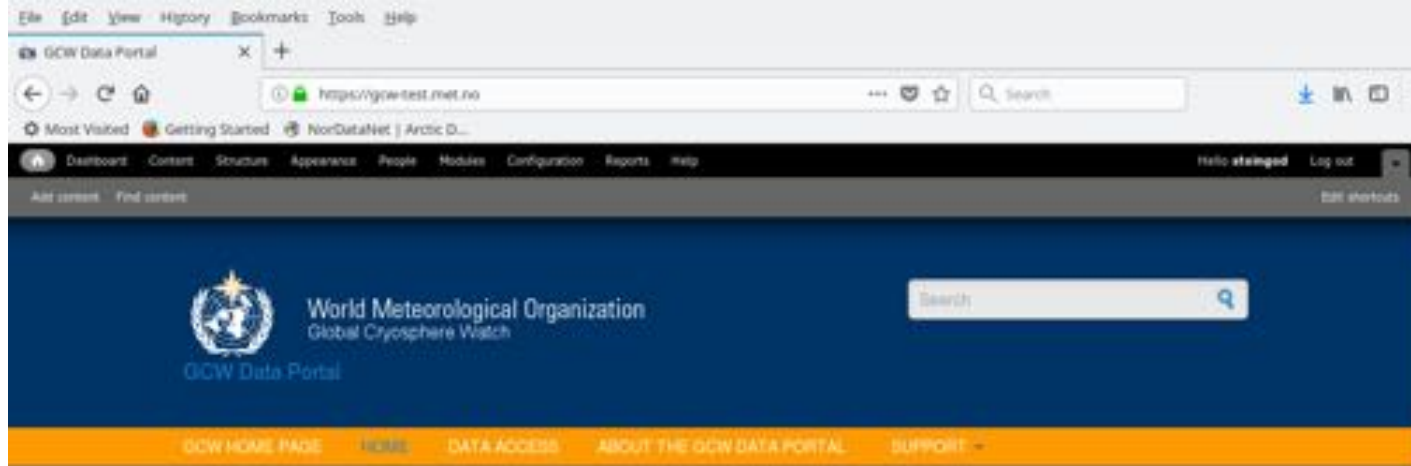 File Edit View History Bookmarks Tools Help
GCW Data Portal
https://gcw-test.met.no
Search
Most Visited Getting Started NorDataNet | Arctic D...
Dashboard Content Structure Appearance People Modules Configuration Reports Help Hello steingod Log out
Add content Find content Edit shortcuts
World Meteorological Organization
Search
Global Cryosphere Watch
GCW Data Portal
GCW HOME PAGE HOME DATA ACCESS ABOUT THE GCW DATA PORTAL SUPPORT